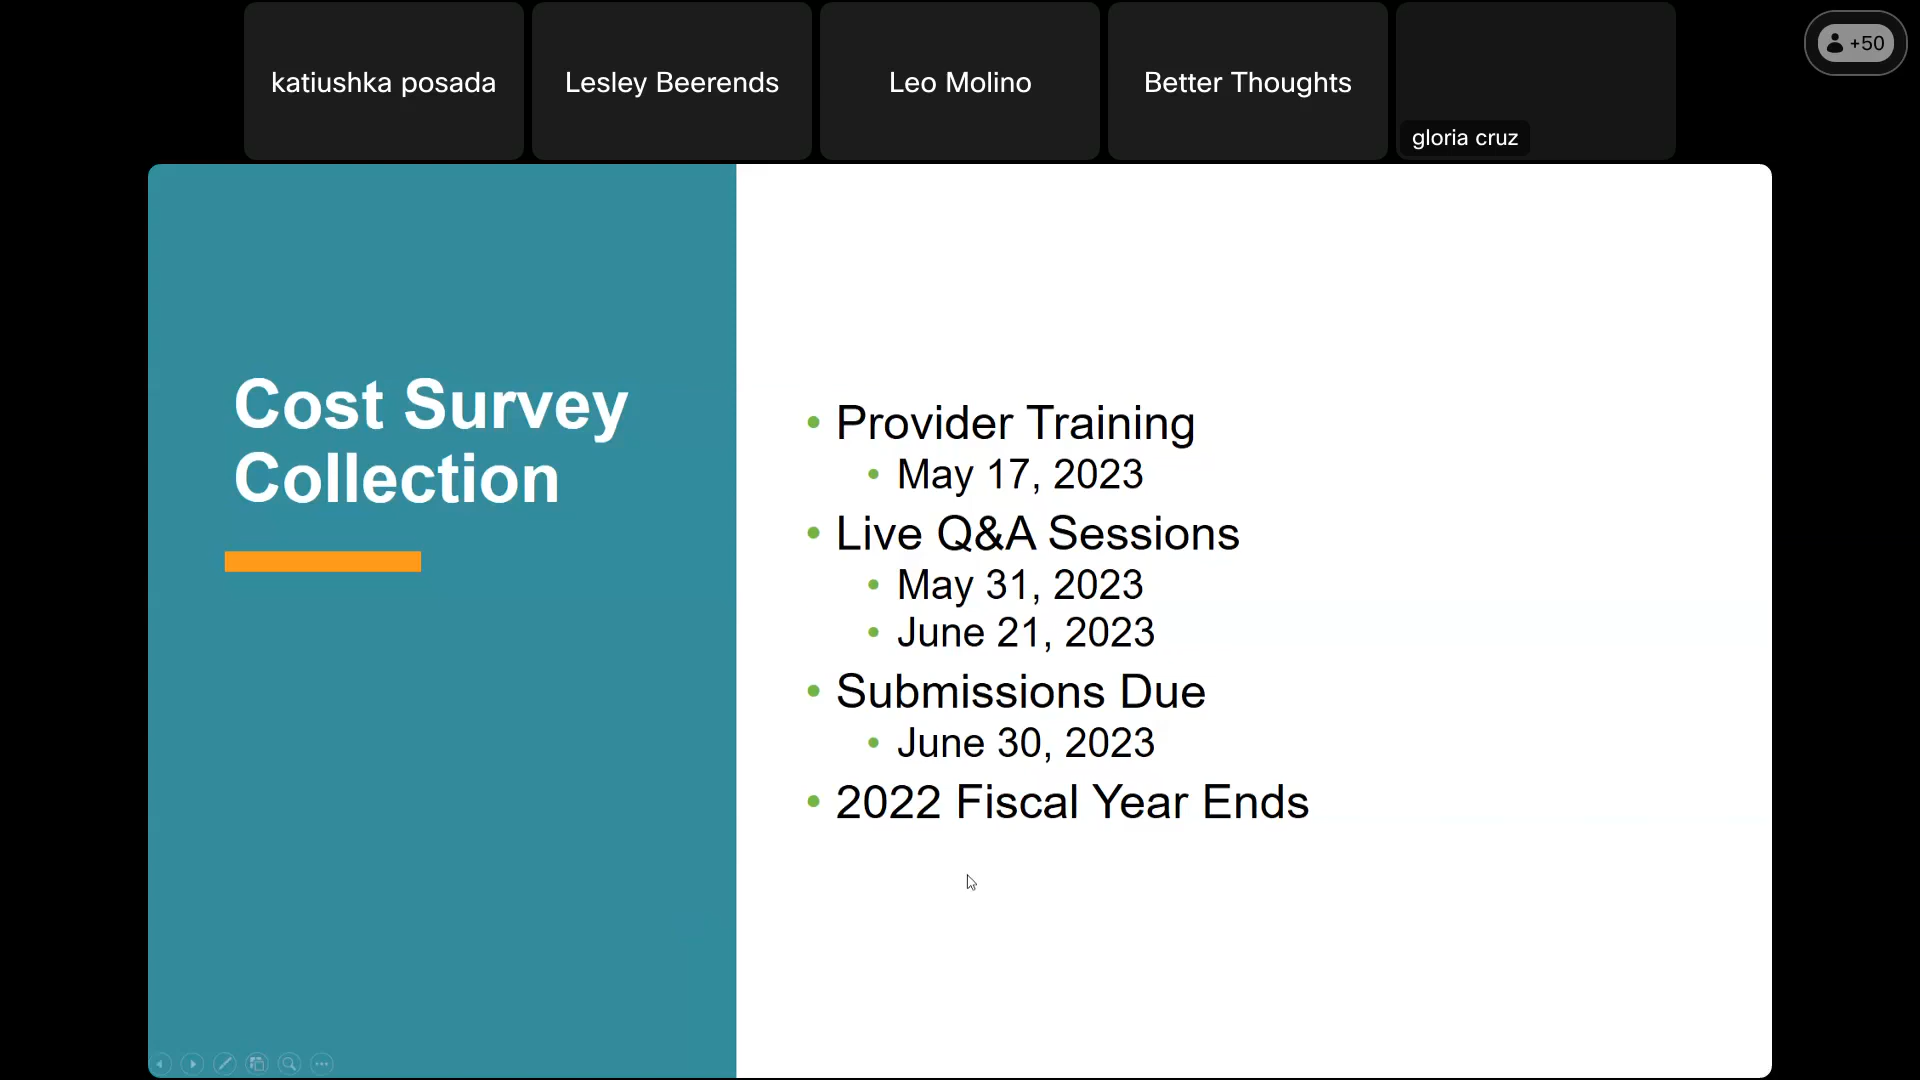 katiushka posada
Lesley Beerends
Leo Molino
Better Thoughts
gloria cruz
+50
Cost Survey
Collection
• Provider Training
• May 17, 2023
• Live Q&A Sessions
• May 31, 2023
• June 21, 2023
• Submissions Due
• June 30, 2023
• 2022 Fiscal Year Ends